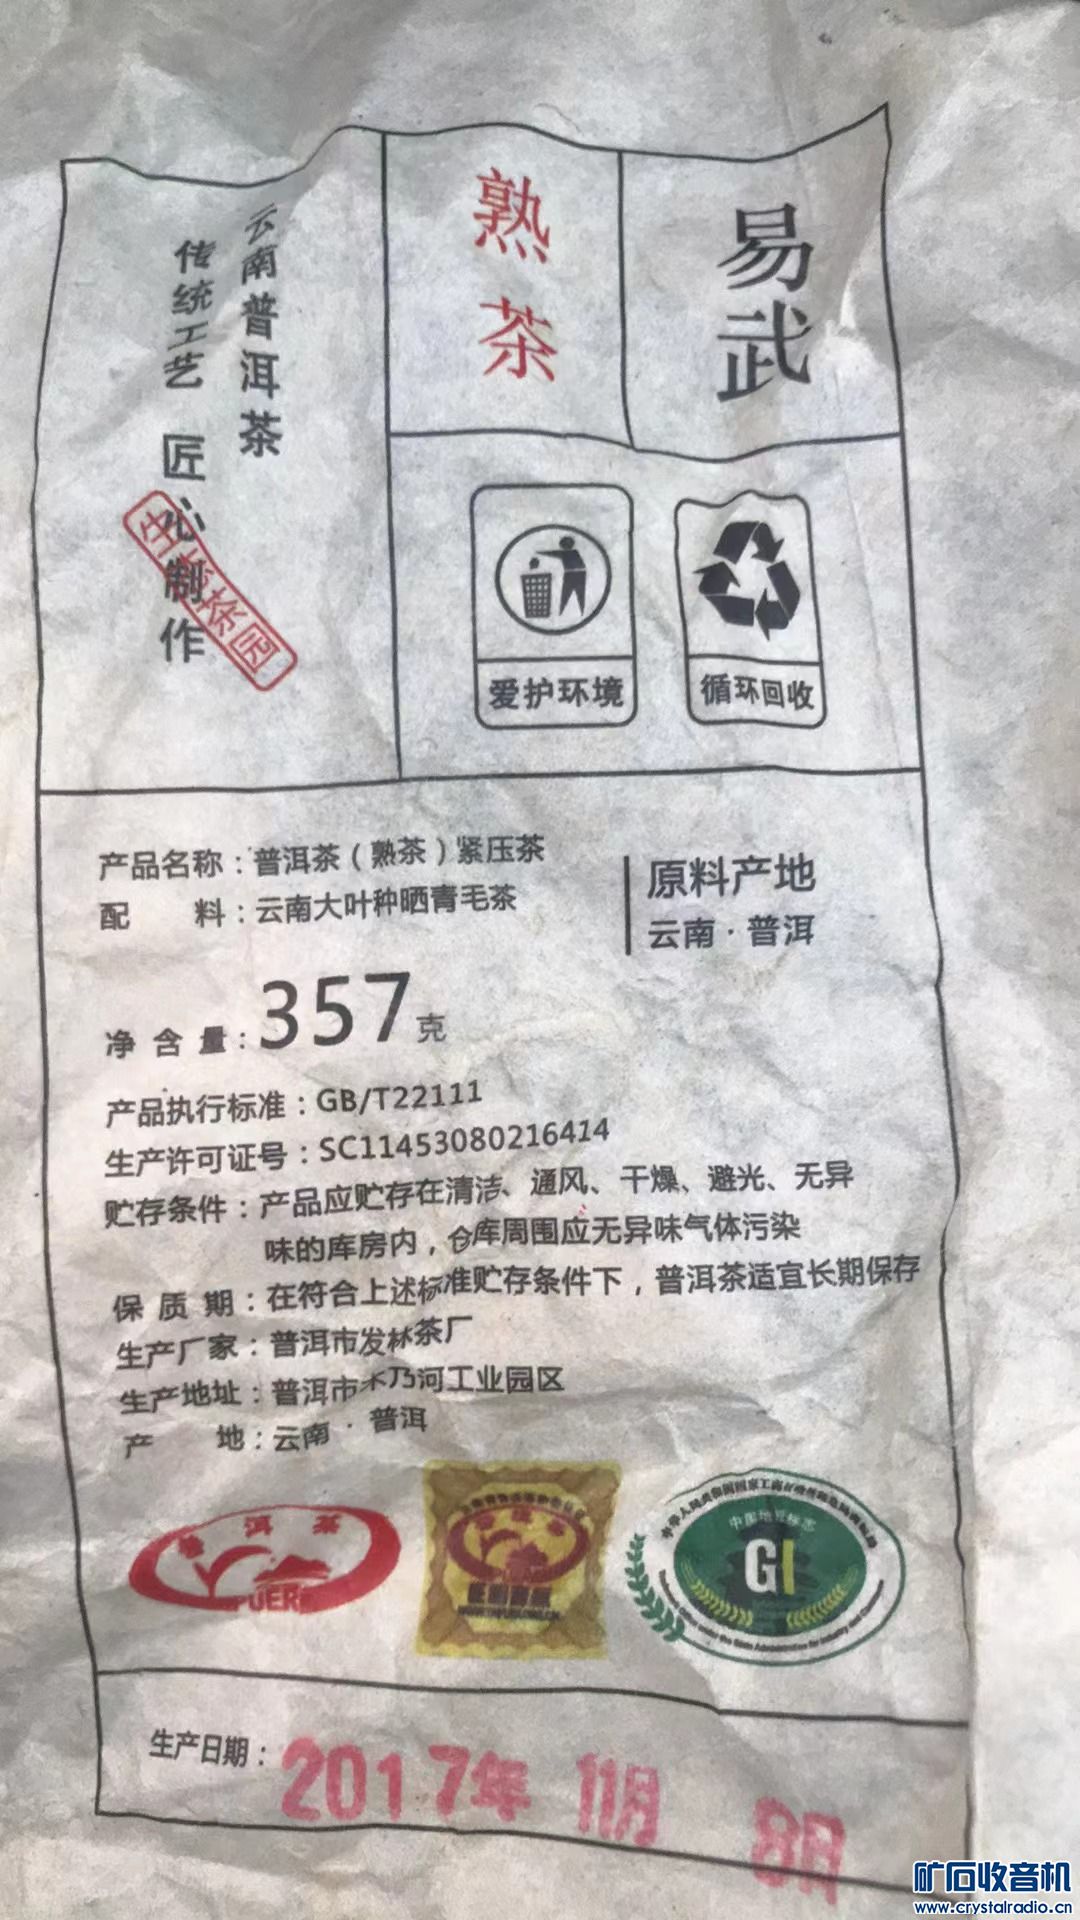 易武
熟茶
云南普洱茶
传统工艺 匠心制作
生态茶园
爱护环境
循环回收
产品名称：普洱茶（熟茶）紧压茶
配 料：云南大叶种晒青毛茶
原料产地
云南·普洱
净含量：357克
产品执行标准：GB/T22111
生产许可证号：SC11453080216414
贮存条件：产品应贮存在清洁、通风、干燥、避光、无异
味的库房内，仓库周围应无异味气体污染
保质期：在符合上述标准贮存条件下，普洱茶适宜长期保存
生产厂家：普洱市发林茶厂
生产地址：普洱市木乃河工业园区
产 地：云南·普洱
普洱茶
PUER
中国地理标志
GI
生产日期：2017年 11月 8日
矿石收音机
www.crystalradio.cn